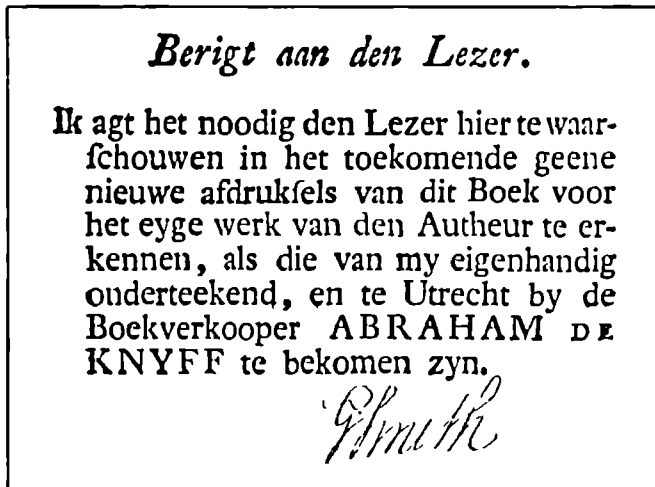 Berigt aan den Lezer.
Ik agt het noodig den Lezer hier te waar-
ſchouwen in het toekomende geene
nieuwe afdrukſels van dit Boek voor
het eyge werk van den Autheur te er-
kennen, als die van my eigenhandig
onderteekend, en te Utrecht by de
Boekverkooper ABRAHAM DE
KNYFF te bekomen zyn.
GSmith